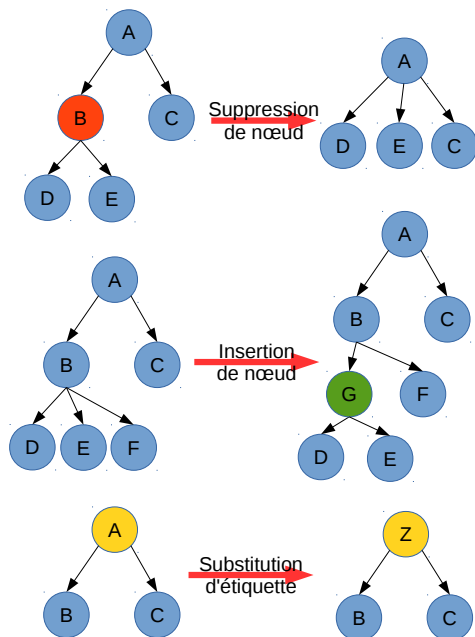 A
A
B
C
Suppression
de nœud
D
E
C
D
E
A
A
B
C
B
C
Insertion
de nœud
G
F
D
E
F
D
E
A
Z
Substitution
d'étiquette
B
C
B
C